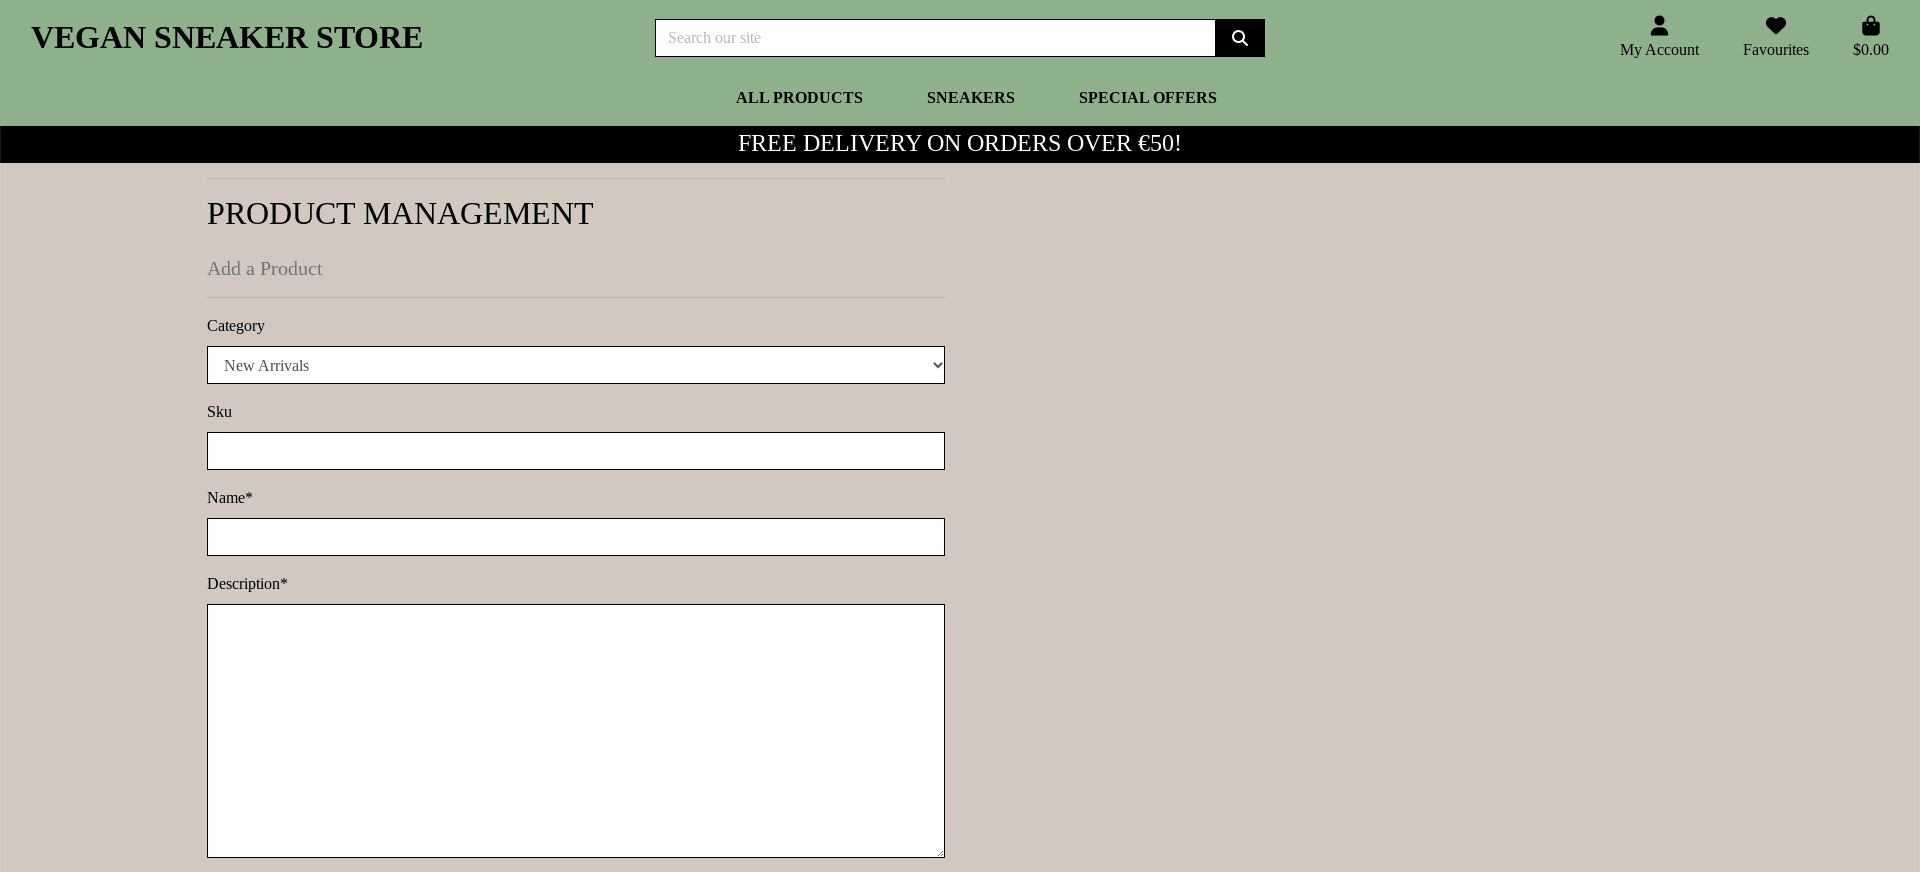 VEGAN SNEAKER STORE
Search our site
My Account
Favourites
$0.00
ALL PRODUCTS
SNEAKERS
SPECIAL OFFERS
FREE DELIVERY ON ORDERS OVER €50!
PRODUCT MANAGEMENT
Add a Product
Category
New Arrivals
Sku
Name*
Description*